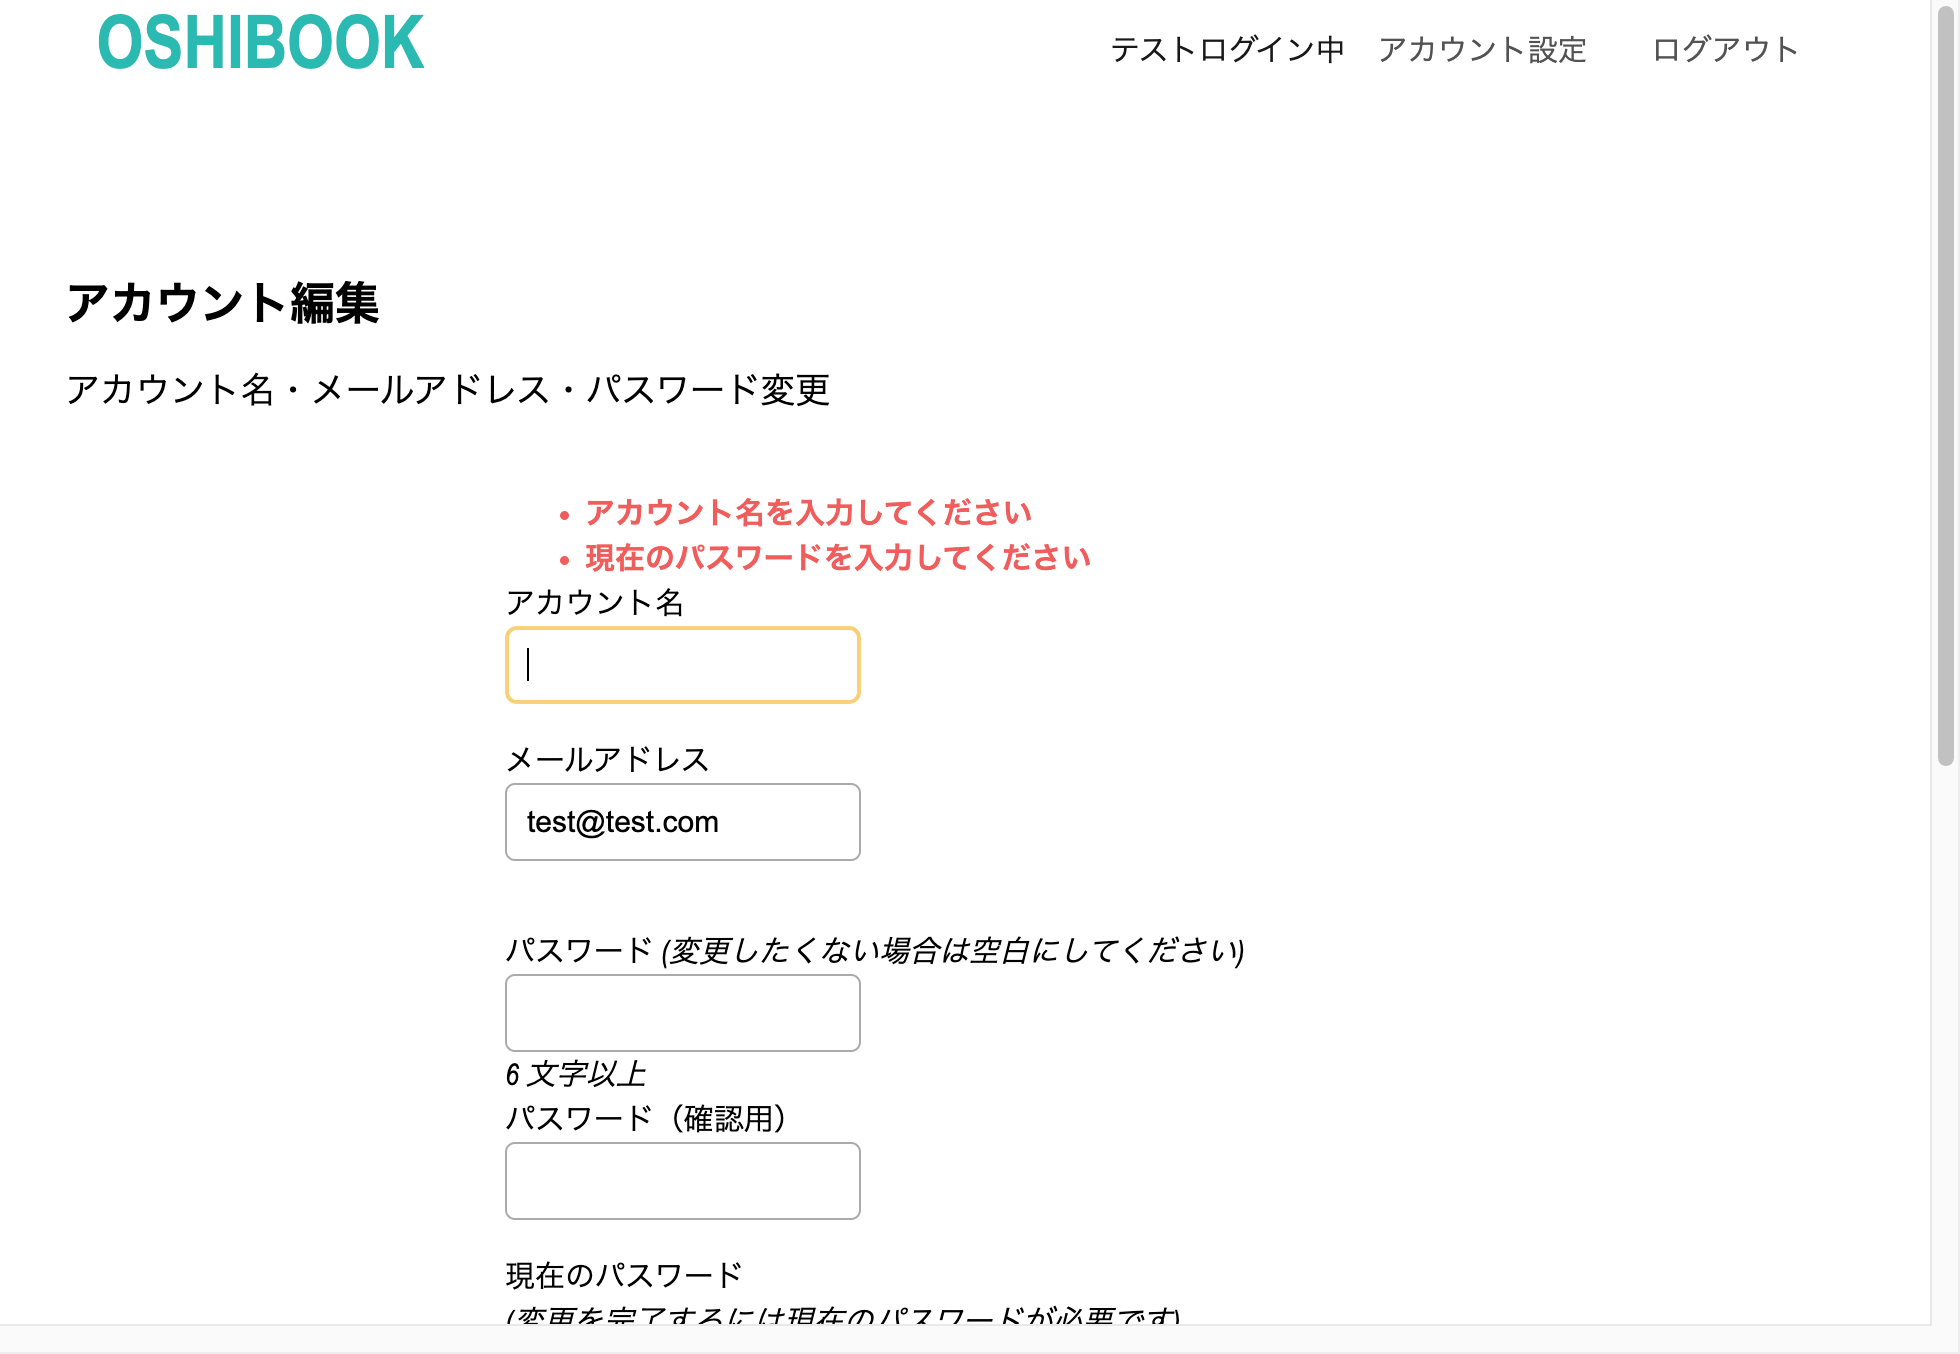 OSHIBOOK
テストログイン中 アカウント設定 ログアウト
アカウント編集
アカウント名・メールアドレス・パスワード変更
• アカウント名を入力してください
• 現在のパスワードを入力してください
アカウント名
メールアドレス
test@test.com
パスワード (変更したくない場合は空白にしてください)
6 文字以上
パスワード（確認用）
現在のパスワード
(変更を完了するには現在のパスワードが必要です)